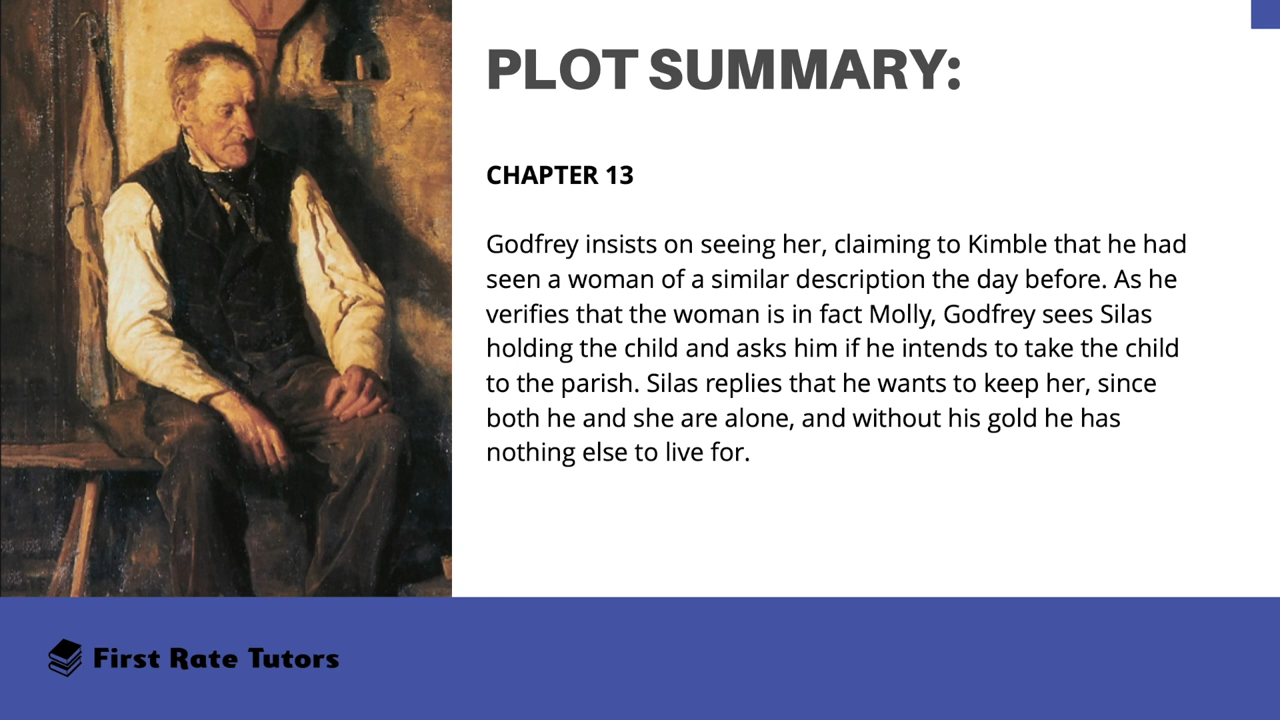 PLOT SUMMARY:
CHAPTER 13
Godfrey insists on seeing her, claiming to Kimble that he had
seen a woman of a similar description the day before. As he
verifies that the woman is in fact Molly, Godfrey sees Silas
holding the child and asks him if he intends to take the child
to the parish. Silas replies that he wants to keep her, since
both he and she are alone, and without his gold he has
nothing else to live for.
First Rate Tutors